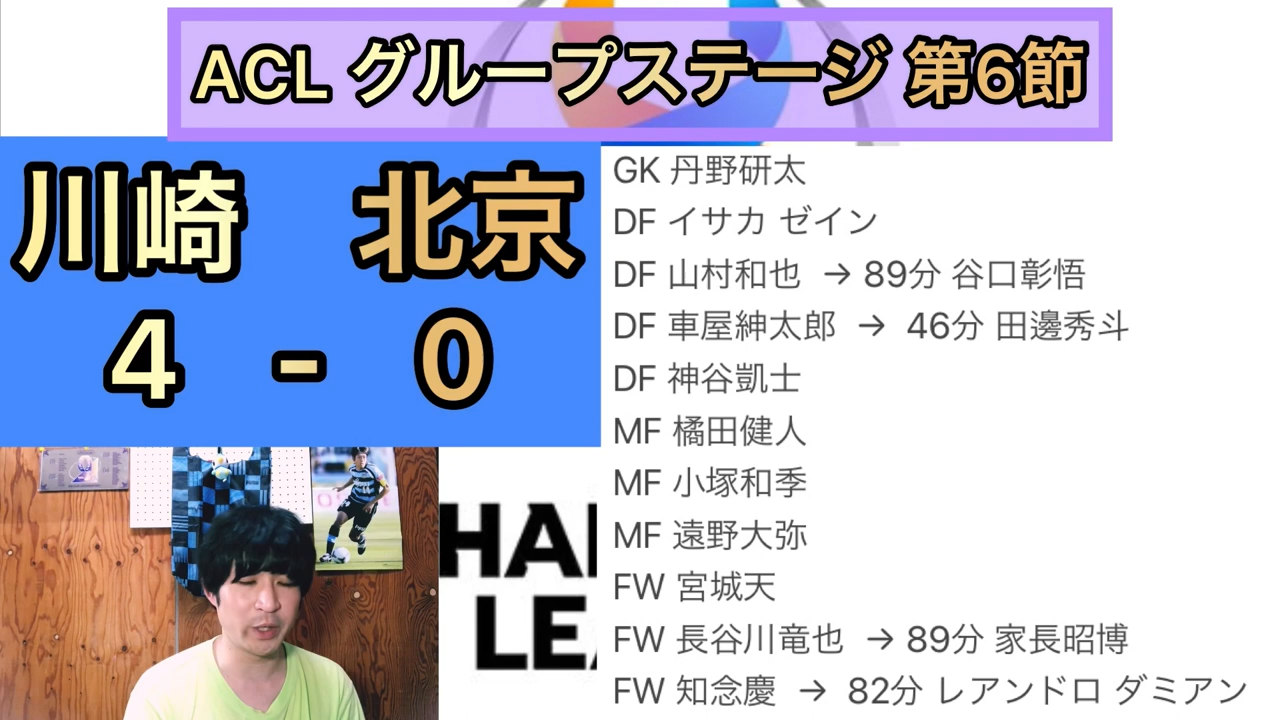 ACL グループステージ 第6節
川崎 北京
4 - 0
GK 丹野研太
DF イサカ ゼイン
DF 山村和也 → 89分 谷口彰悟
DF 車屋紳太郎 → 46分 田邊秀斗
DF 神谷凱士
MF 橘田健人
MF 小塚和季
MF 遠野大弥
FW 宮城天
FW 長谷川竜也 → 89分 家長昭博
FW 知念慶 → 82分 レアンドロ ダミアン
HA
LE